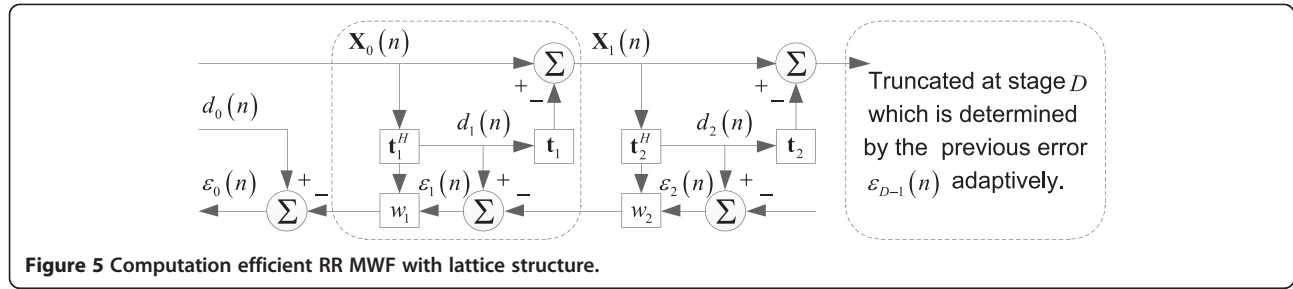 X₀(n) X₁(n)
Σ Σ
+ − + −
d₀(n) d₁(n) d₂(n)
t₁ᴴ t₁ t₂ᴴ t₂
ε₀(n) − ε₁(n) + − ε₂(n) + −
Σ w₁ Σ w₂ Σ
Truncated at stage D
which is determined
by the previous error
ε_{D−1}(n) adaptively.
Figure 5 Computation efficient RR MWF with lattice structure.